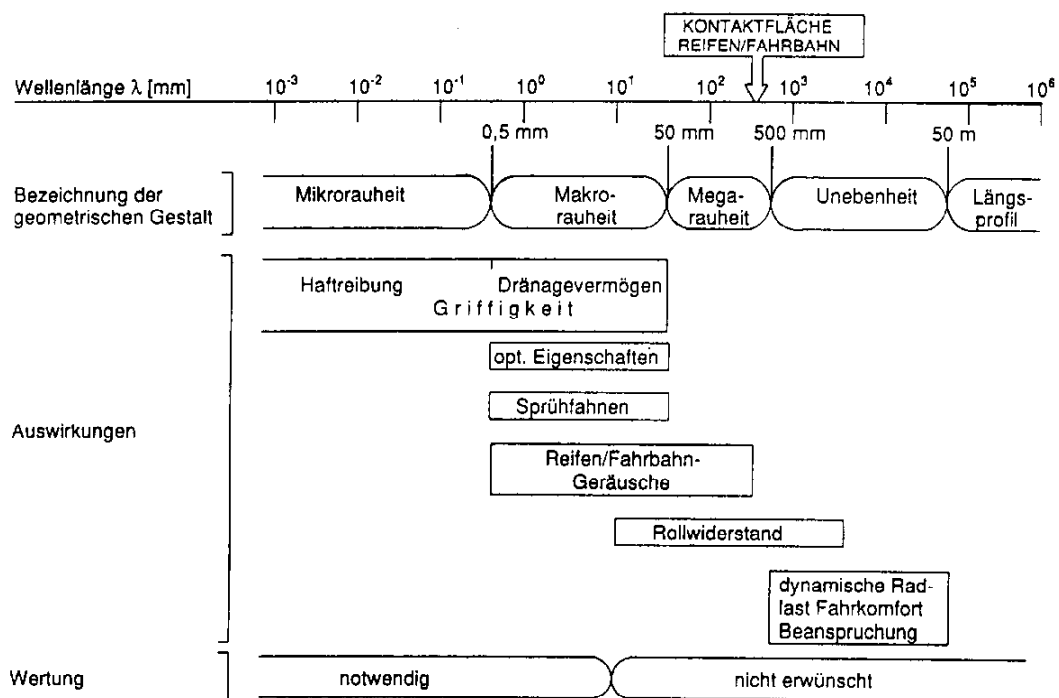 KONTAKTFLÄCHE
REIFEN/FAHRBAHN
Wellenlänge λ [mm] 10⁻³ 10⁻² 10⁻¹ 10⁰ 10¹ 10² 10³ 10⁴ 10⁵ 10⁶
0,5 mm 50 mm 500 mm 50 m
Bezeichnung der
geometrischen Gestalt
Mikrorauheit
Makro-
rauheit
Mega-
rauheit
Unebenheit
Längs-
profil
Auswirkungen
Haftreibung Dränagevermögen
Griffigkeit
opt. Eigenschaften
Sprühfahnen
Reifen/Fahrbahn-
Geräusche
Rollwiderstand
dynamische Rad-
last Fahrkomfort
Beanspruchung
Wertung notwendig nicht erwünscht